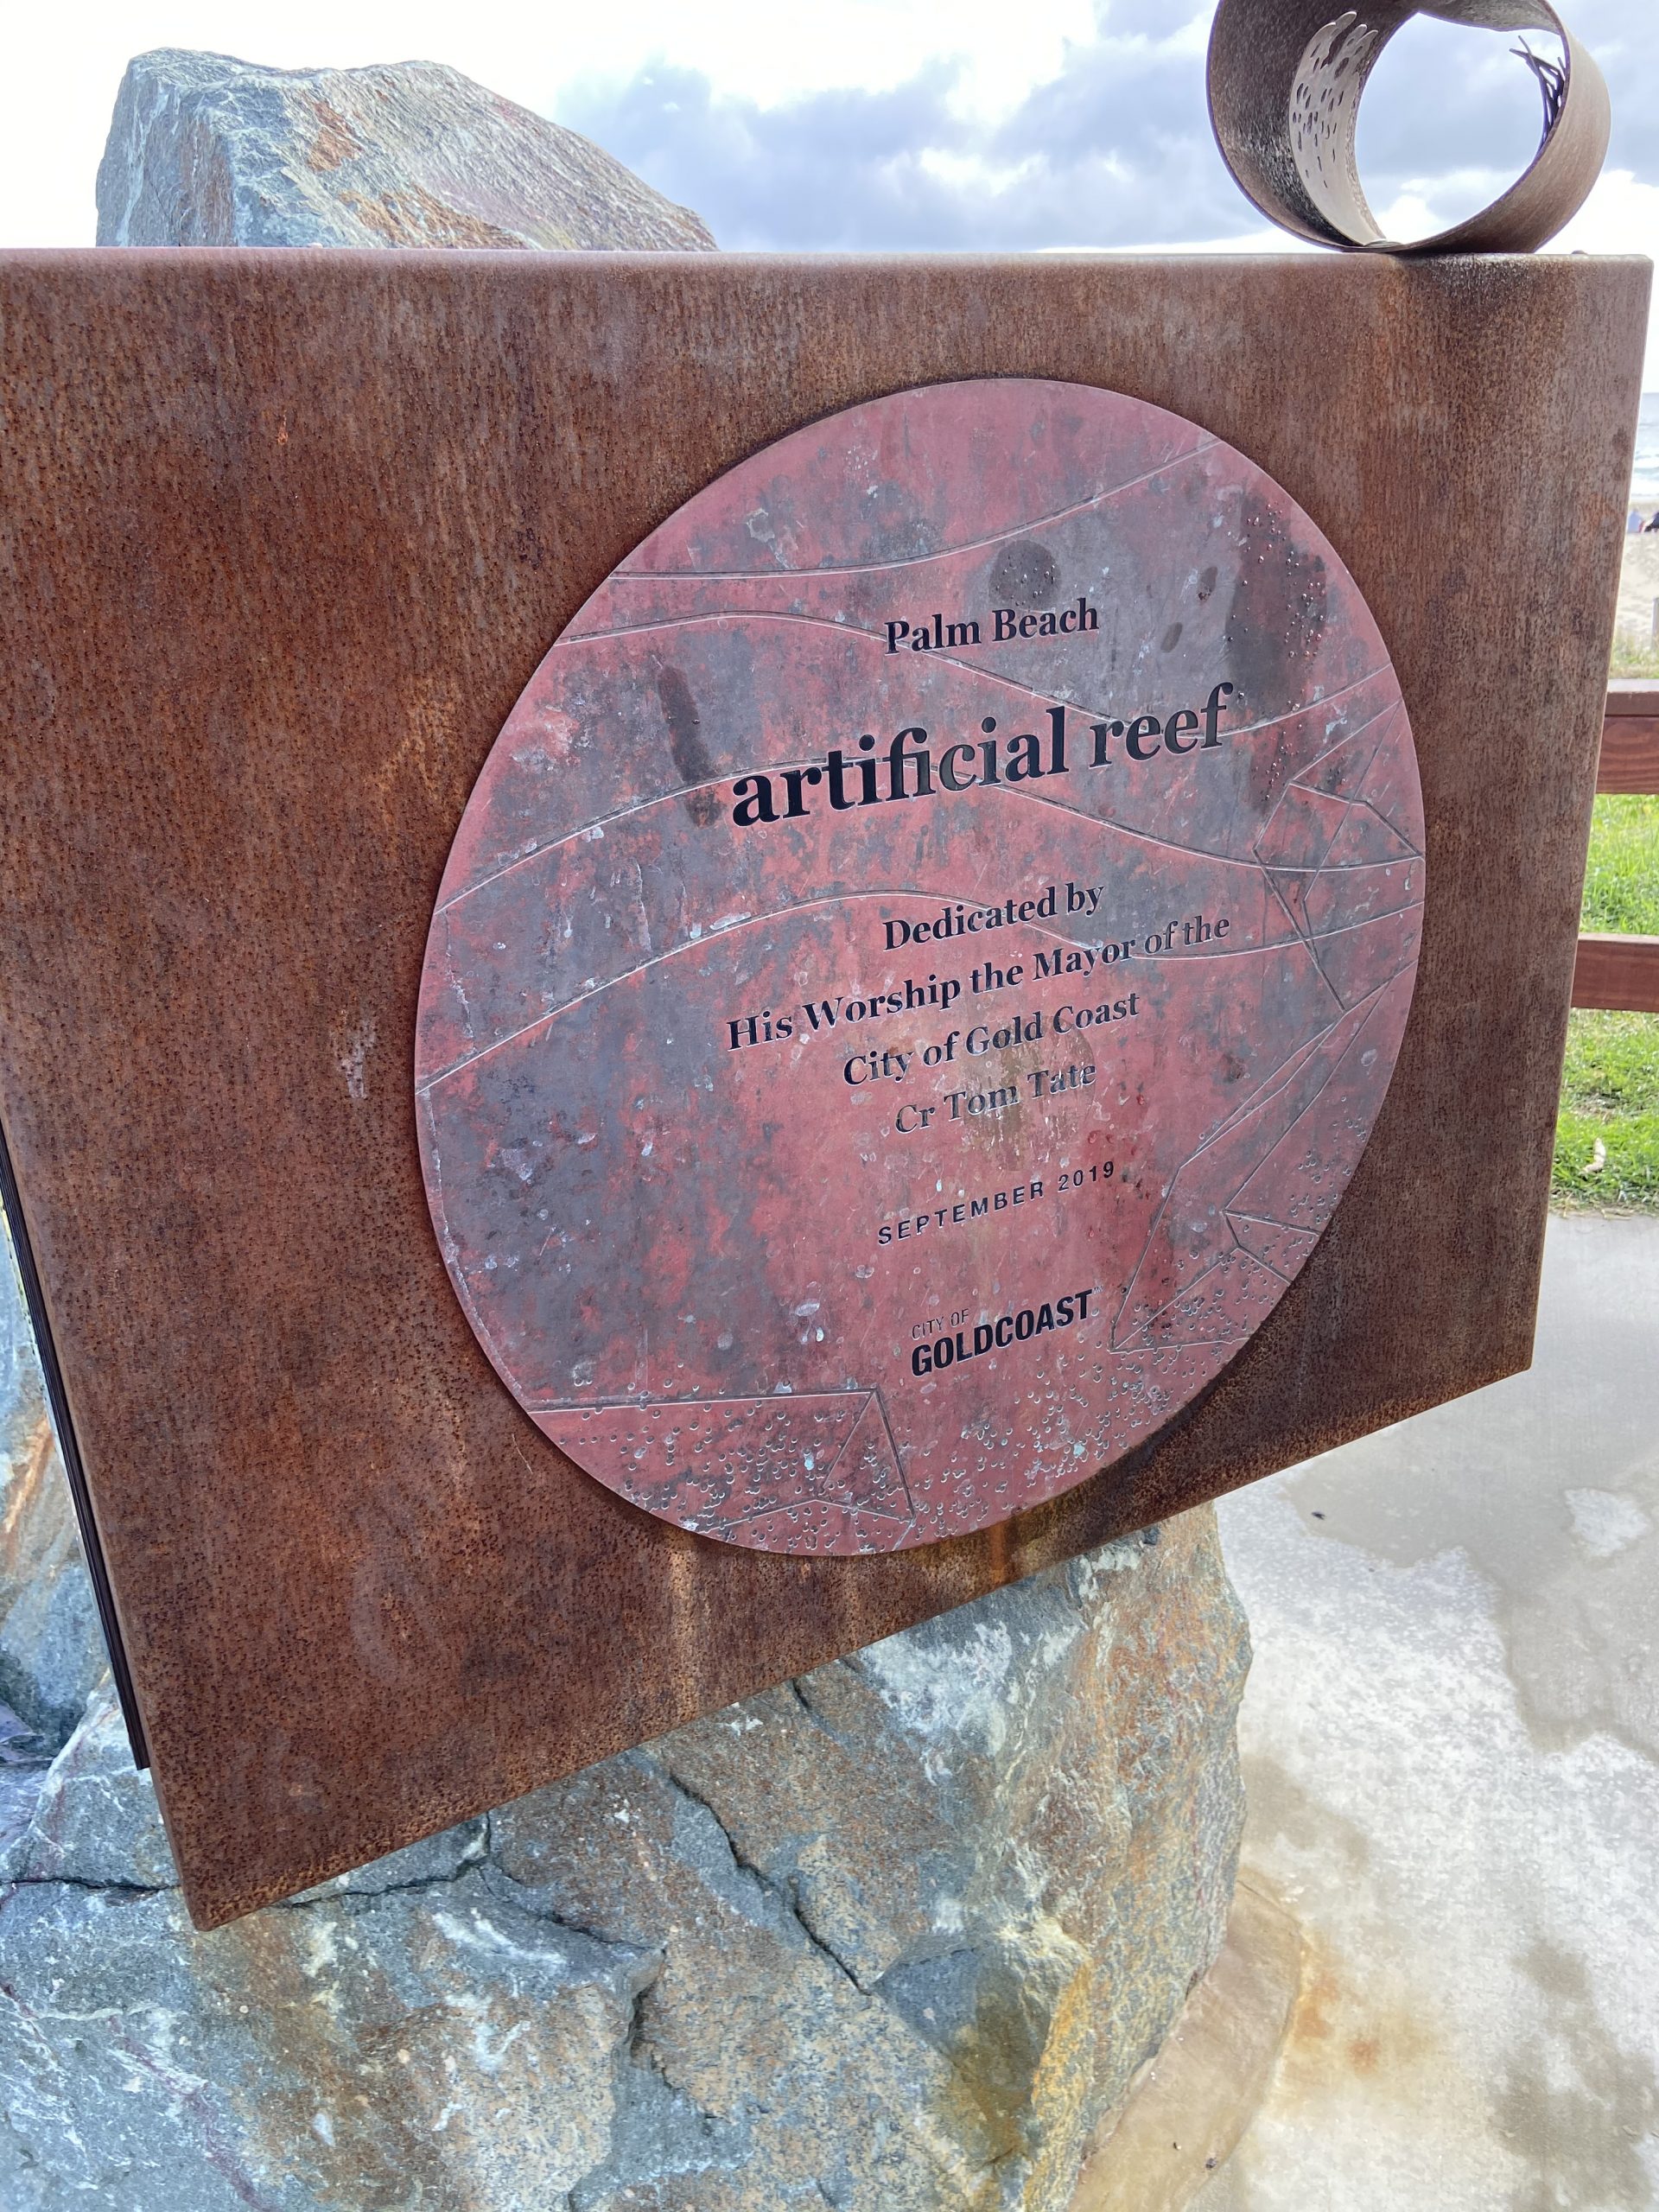 Palm Beach
artificial reef
Dedicated by
His Worship the Mayor of the
City of Gold Coast
Cr Tom Tate
SEPTEMBER 2019
CITY OF
GOLDCOAST